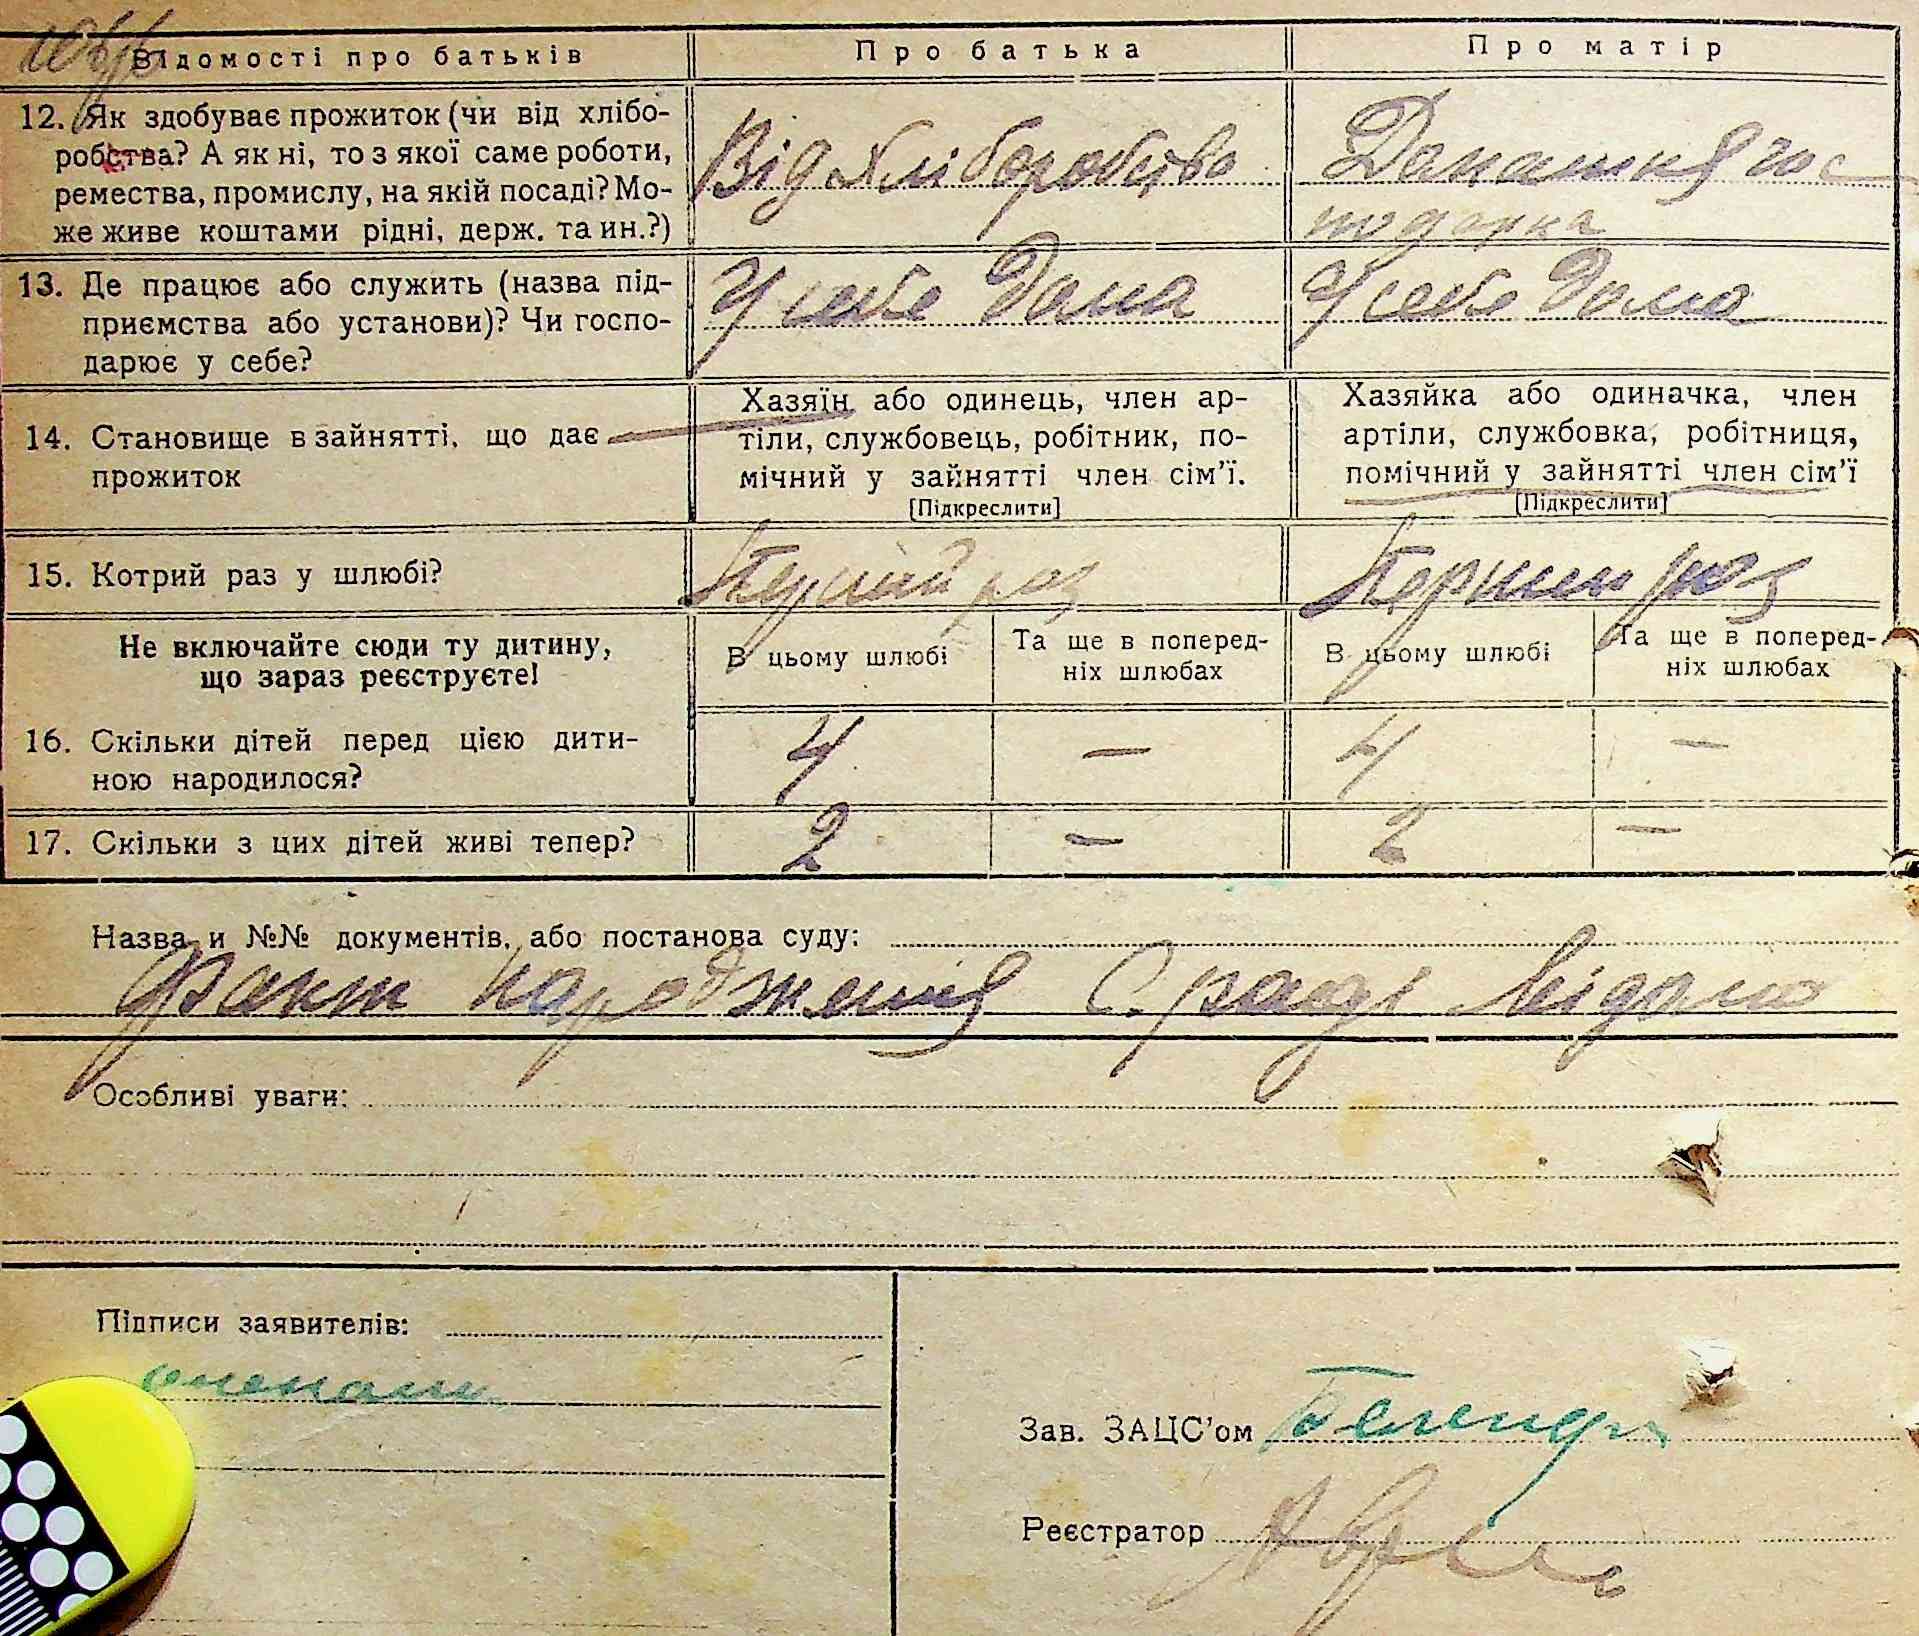 Відомості про батьків
Про батька
Про матір
12. Як здобуває прожиток (чи від хлібо-
робства? А як ні, то з якої саме роботи,
ремества, промислу, на якій посаді? Мо-
же живе коштами рідні, держ. та ин.?)
Від хліборобства
Домашня гос
подарка
13. Де працює або служить (назва під-
приємства або установи)? Чи госпо-
дарює у себе?
У себе дома
У себе дома
14. Становище в зайнятті, що дає
прожиток
Хазяїн або одинець, член ар-
тіли, службовець, робітник, по-
мічний у зайнятті член сім'ї.
[Підкреслити]
Хазяйка або одиначка, член
артіли, службовка, робітниця,
помічний у зайнятті член сім'ї
[Підкреслити]
15. Котрий раз у шлюбі?
Перший раз
Перший раз
Не включайте сюди ту дитину,
що зараз реєструєте!
В цьому шлюбі
Та ще в поперед-
ніх шлюбах
В цьому шлюбі
Та ще в поперед-
ніх шлюбах
16. Скільки дітей перед цією дити-
ною народилося?
4 — 4 —
17. Скільки з цих дітей живі тепер?
2 — 2 —
Назва и №№ документів, або постанова суду:
Факт народження С. раді відомо
Особливі уваги:
Підписи заявителів:
Зав. ЗАЦС'ом
Реєстратор